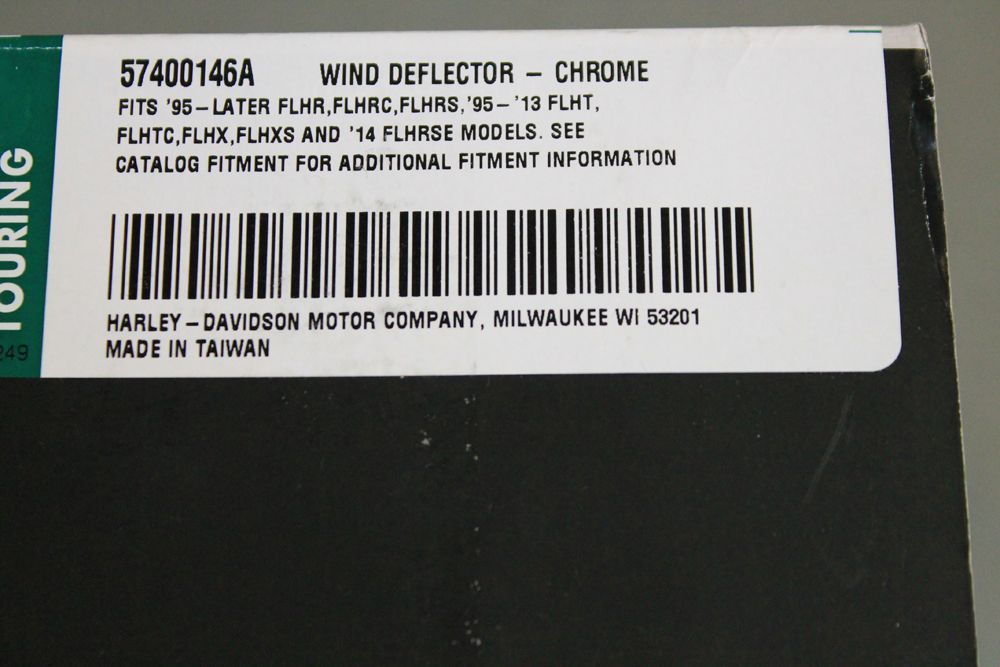 57400146A WIND DEFLECTOR - CHROME
FITS '95-LATER FLHR,FLHRC,FLHRS,'95-'13 FLHT,
FLHTC,FLHX,FLHXS AND '14 FLHRSE MODELS. SEE
CATALOG FITMENT FOR ADDITIONAL FITMENT INFORMATION
HARLEY-DAVIDSON MOTOR COMPANY, MILWAUKEE WI 53201
MADE IN TAIWAN
TOURING
249